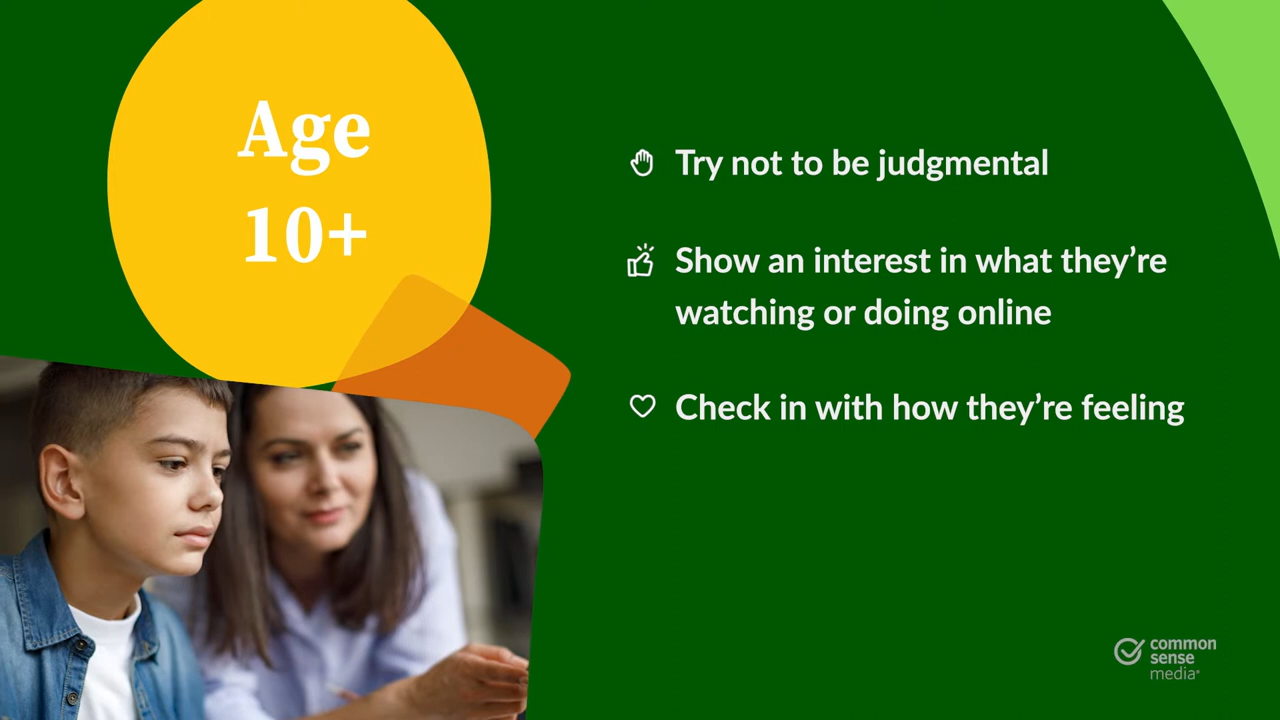 Age
10+
Try not to be judgmental
Show an interest in what they’re
watching or doing online
Check in with how they’re feeling
common
sense
media®